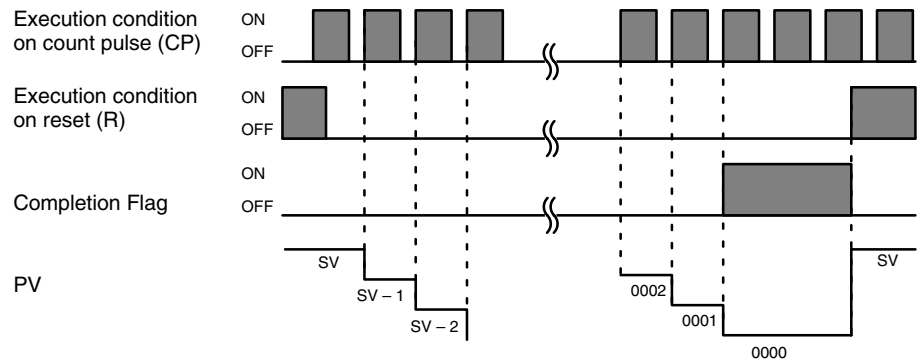 Execution condition
on count pulse (CP)
ON
OFF
Execution condition
on reset (R)
ON
OFF
Completion Flag
ON
OFF
PV
SV
SV – 1
SV – 2
0002
0001
0000
SV